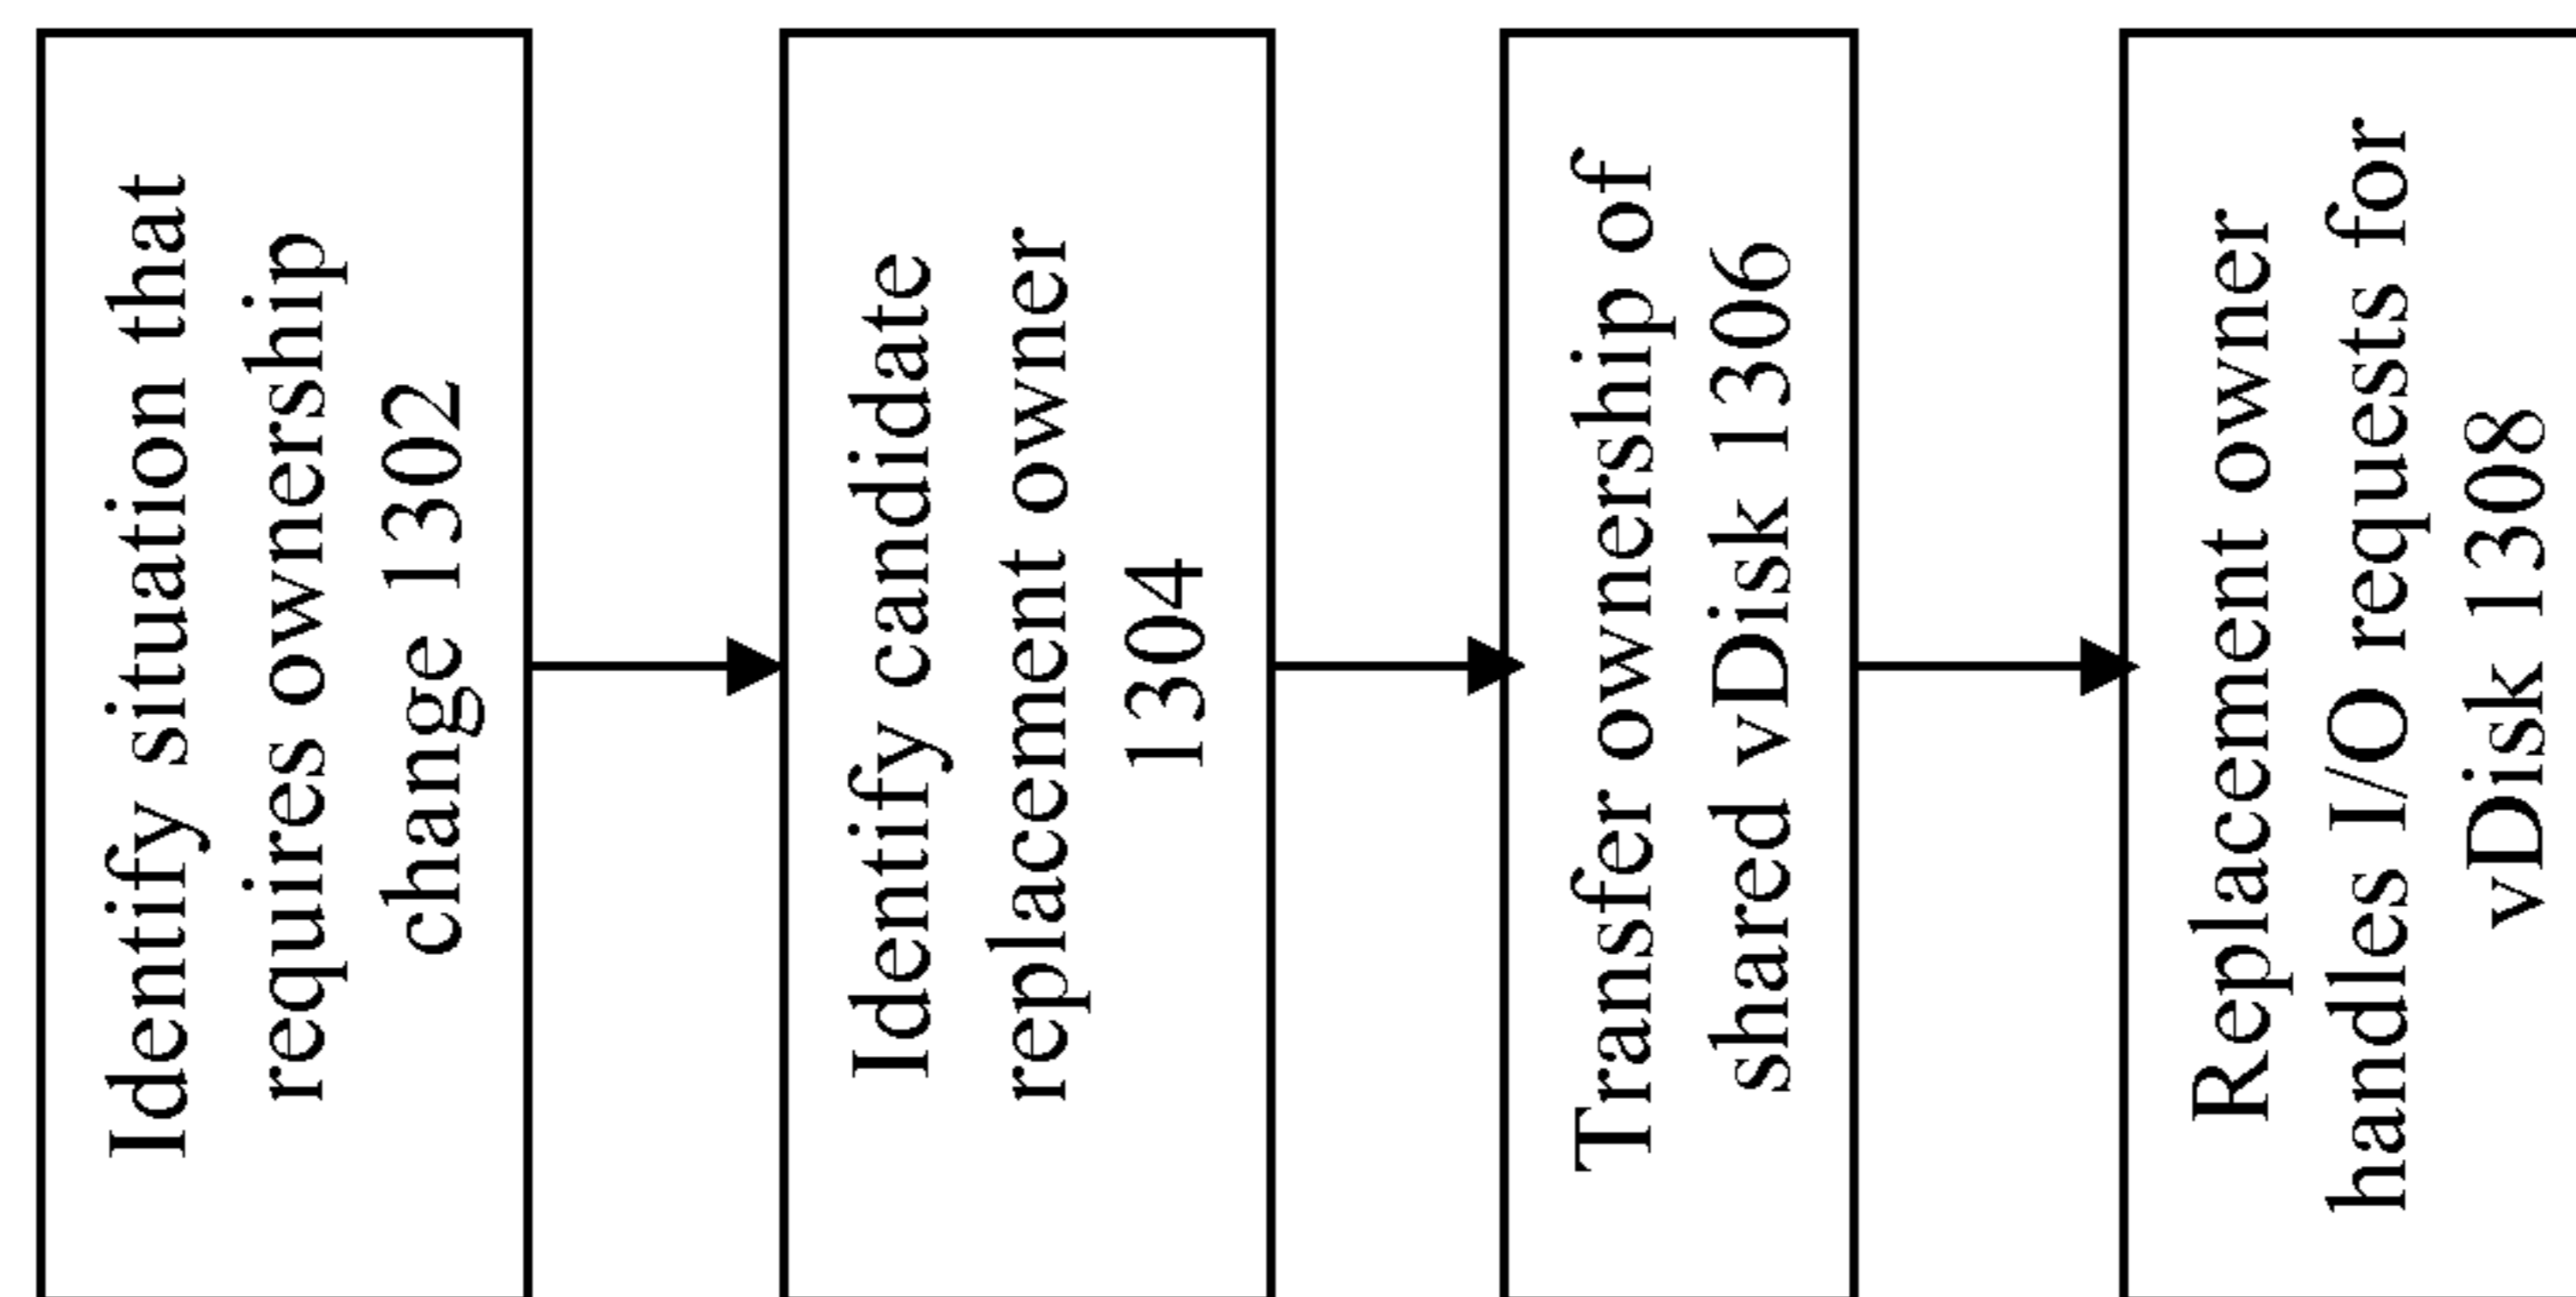 Identify situation that
requires ownership
change 1302
Identify candidate
replacement owner
1304
Transfer ownership of
shared vDisk 1306
Replacement owner
handles I/O requests for
vDisk 1308